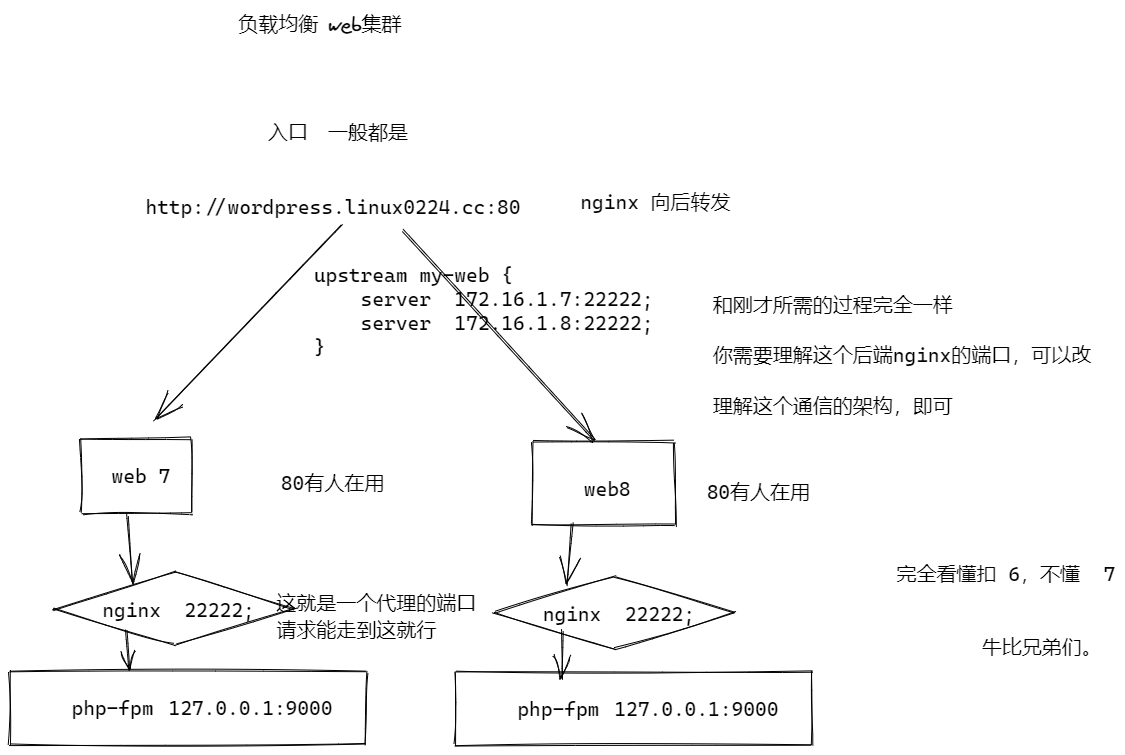 负载均衡 web集群
入口 一般都是
http://wordpress.linux0224.cc:80
nginx 向后转发
upstream my-web {
server 172.16.1.7:22222;
server 172.16.1.8:22222;
}
和刚才所需的过程完全一样
你需要理解这个后端nginx的端口，可以改
理解这个通信的架构，即可
web 7
80有人在用
web8
80有人在用
完全看懂扣 6，不懂 7
nginx 22222;
这就是一个代理的端口
请求能走到这就行
nginx 22222;
牛比兄弟们。
php-fpm 127.0.0.1:9000
php-fpm 127.0.0.1:9000